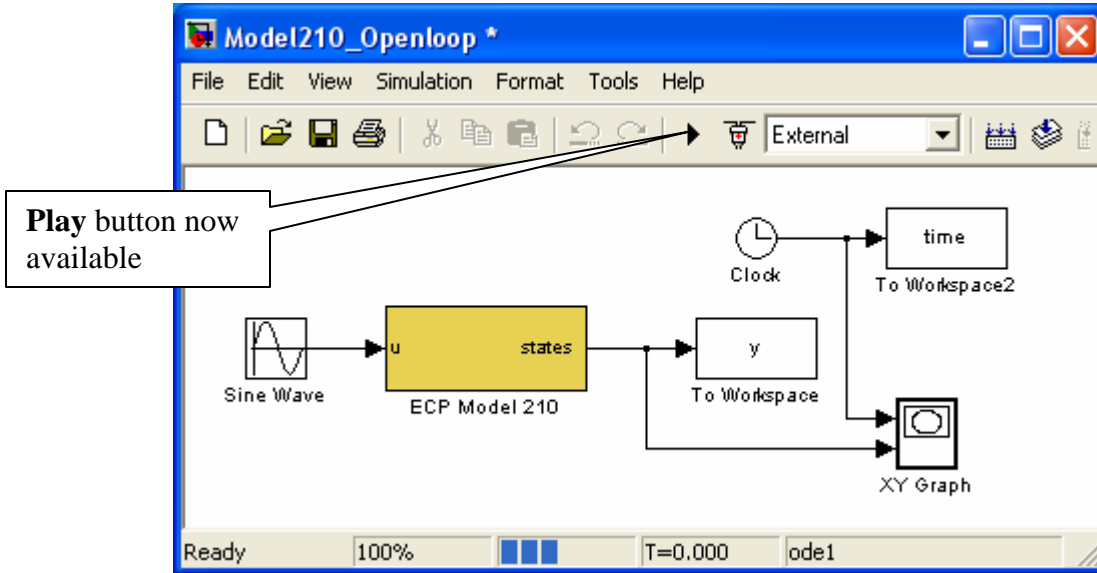 Model210_Openloop *
File Edit View Simulation Format Tools Help
External
Play button now
available
time
Clock
To Workspace2
u
states
y
Sine Wave
ECP Model 210
To Workspace
XY Graph
Ready
100%
T=0.000
ode1